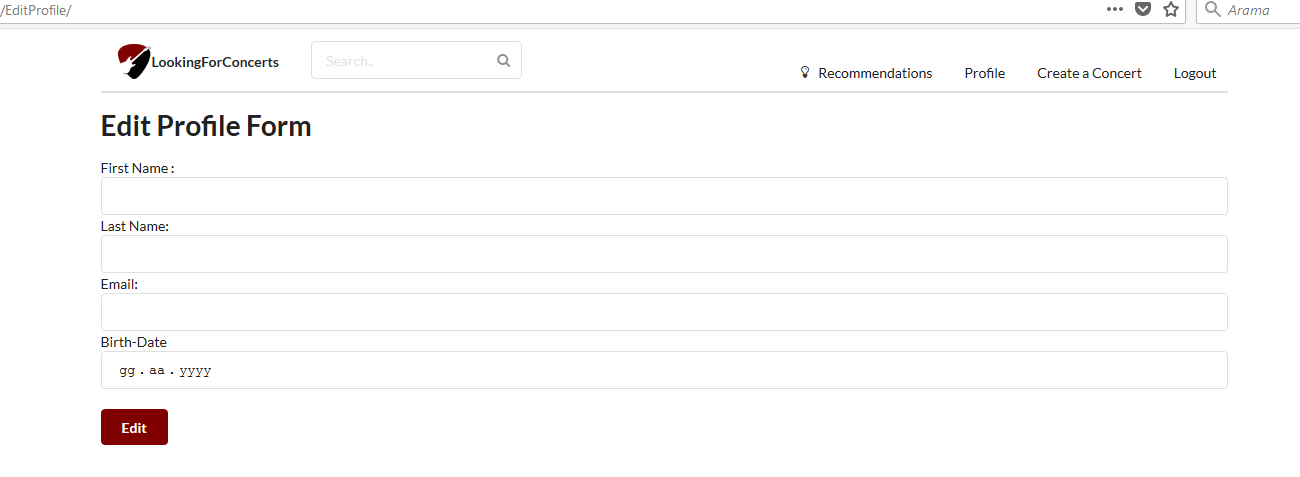 /EditProfile/
Arama
LookingForConcerts
Search..
Recommendations
Profile
Create a Concert
Logout
Edit Profile Form
First Name :
Last Name:
Email:
Birth-Date
gg . aa . yyyy
Edit